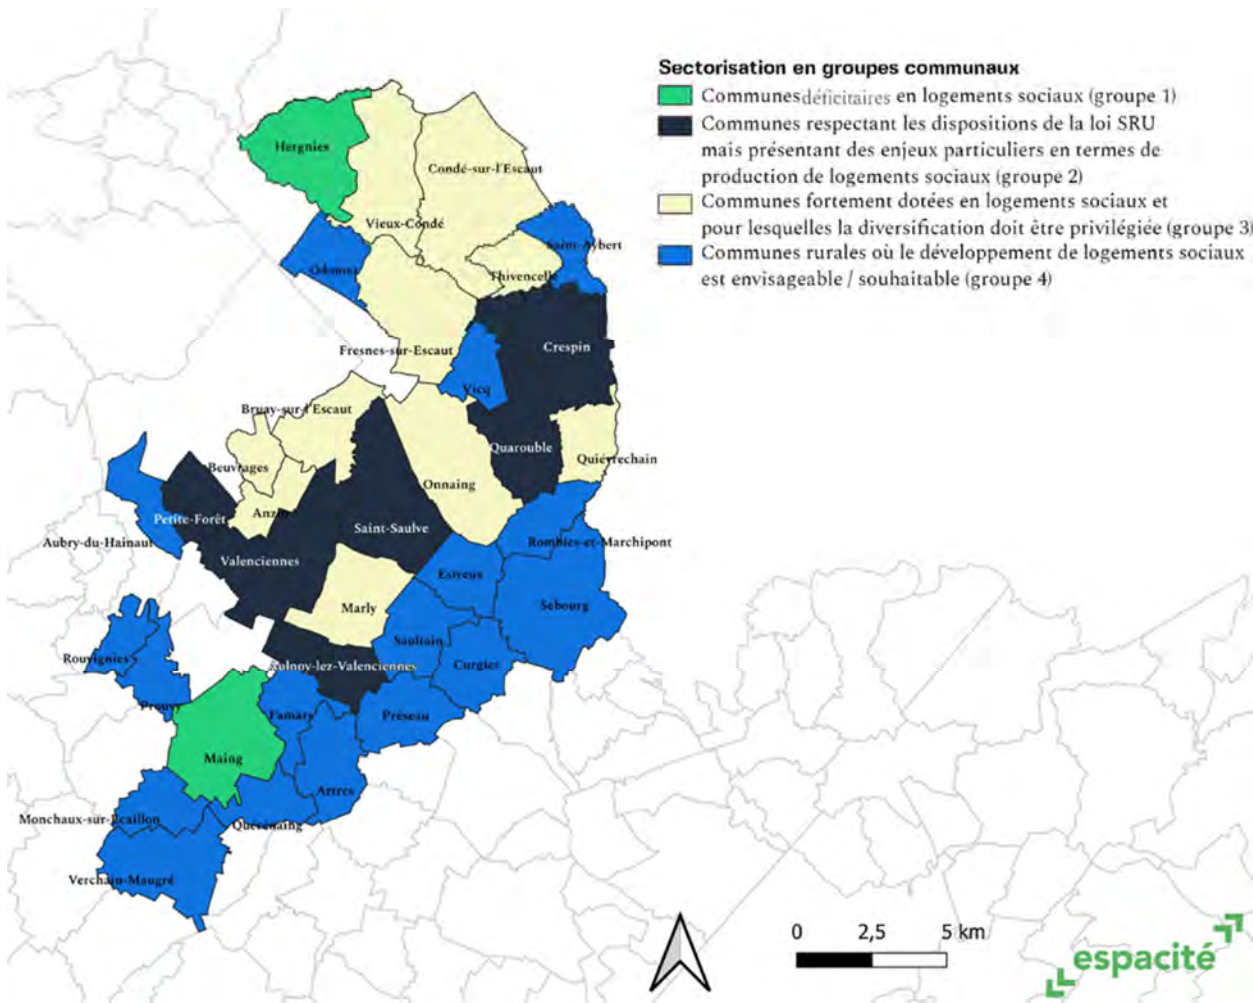 Sectorisation en groupes communaux
Communes déficitaires en logements sociaux (groupe 1)
Communes respectant les dispositions de la loi SRU
mais présentant des enjeux particuliers en termes de
production de logements sociaux (groupe 2)
Communes fortement dotées en logements sociaux et
pour lesquelles la diversification doit être privilégiée (groupe 3)
Communes rurales où le développement de logements sociaux
est envisageable / souhaitable (groupe 4)
Hergnies
Condé-sur-l'Escaut
Vieux-Condé
Saint-Aybert
Odomez
Thivencelle
Fresnes-sur-Escaut
Crespin
Vicq
Bruay-sur-l'Escaut
Quarouble
Quiévrechain
Beuvrages
Onnaing
Anzin
Petite-Forêt
Saint-Saulve
Aubry-du-Hainaut
Rombies-et-Marchipont
Valenciennes
Estreux
Marly
Sebourg
Saultain
Rouvignies
Aulnoy-lez-Valenciennes
Curgies
Prouvy
Famars
Préseau
Maing
Artres
Monchaux-sur-Écaillon
Quérénaing
Verchain-Maugré
0 2,5 5 km
espacité